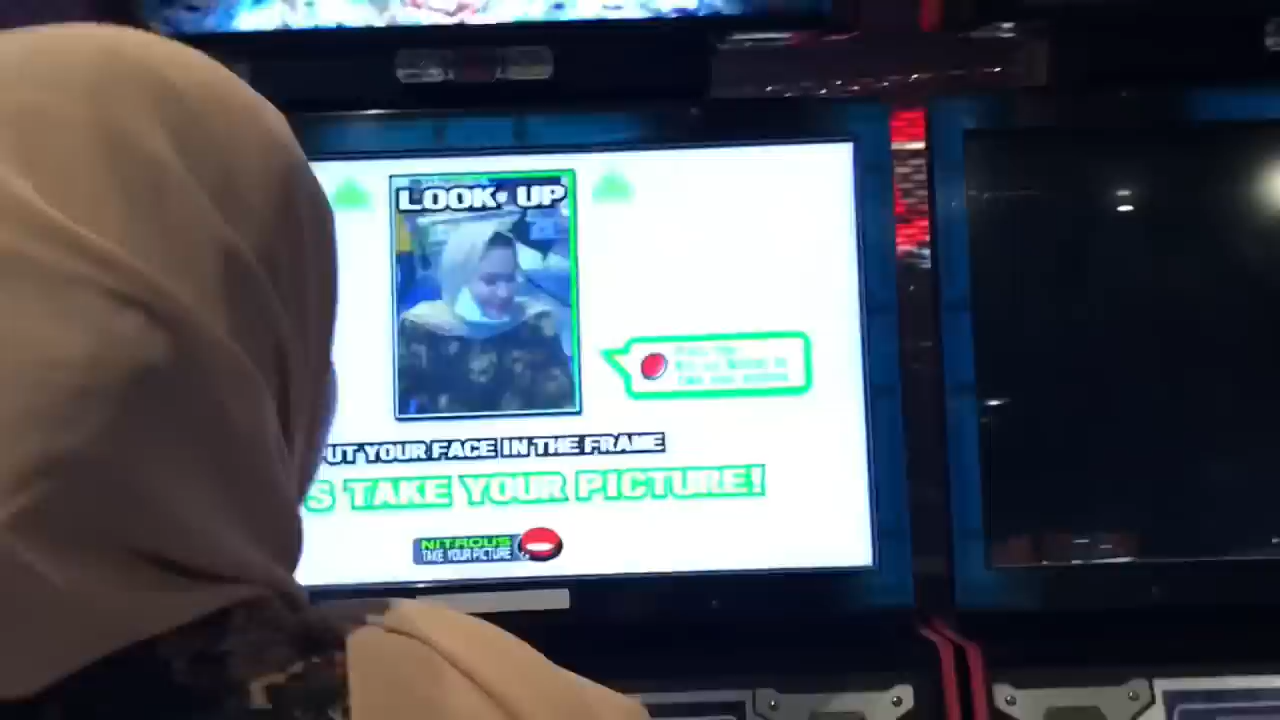 LOOK UP
UT YOUR FACE IN THE FRAME
S TAKE YOUR PICTURE!
NITROUS
TAKE YOUR PICTURE